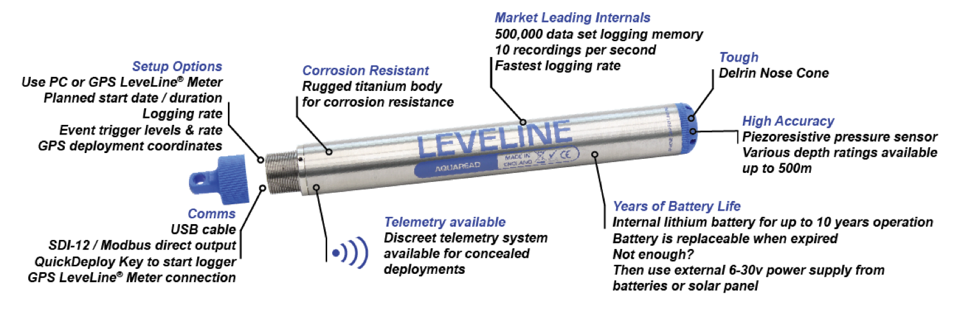 Market Leading Internals
500,000 data set logging memory
10 recordings per second
Fastest logging rate
Tough
Delrin Nose Cone
Setup Options
Use PC or GPS LeveLine® Meter
Planned start date / duration
Logging rate
Event trigger levels & rate
GPS deployment coordinates
Corrosion Resistant
Rugged titanium body
for corrosion resistance
High Accuracy
Piezoresistive pressure sensor
Various depth ratings available
up to 500m
LEVELINE
AQUAREAD
MADE IN
ENGLAND
CE
Comms
USB cable
SDI-12 / Modbus direct output
QuickDeploy Key to start logger
GPS LeveLine® Meter connection
Telemetry available
Discreet telemetry system
available for concealed
deployments
Years of Battery Life
Internal lithium battery for up to 10 years operation
Battery is replaceable when expired
Not enough?
Then use external 6-30v power supply from
batteries or solar panel